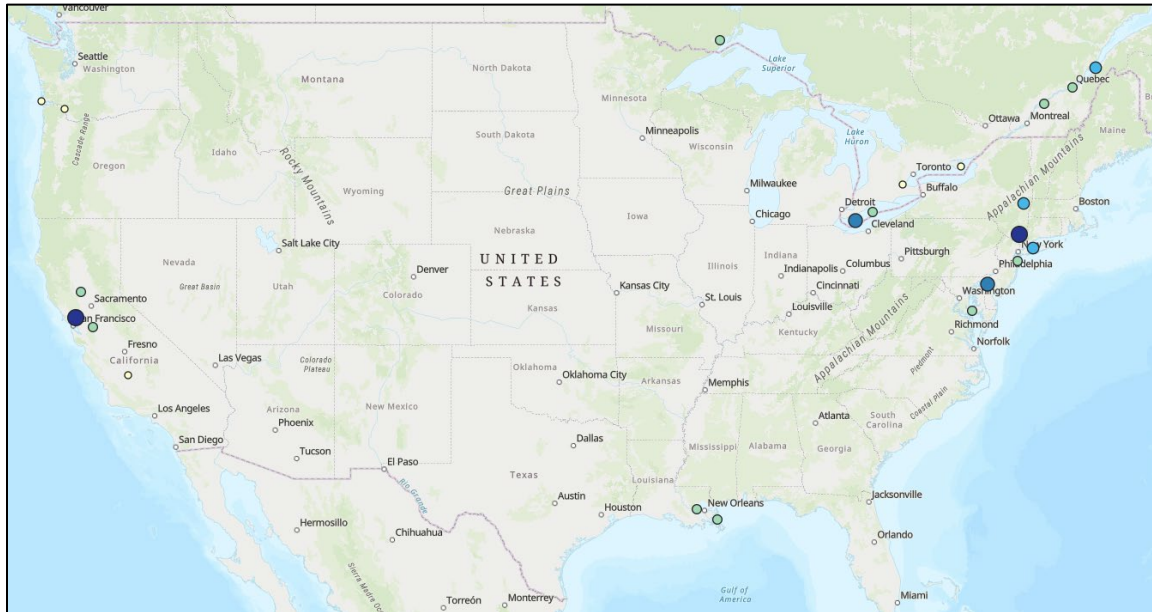 Vancouver
Seattle
Washington
Montana
North Dakota
Minnesota
Lake
Superior
Quebec
Ottawa
Montreal
Maine
Cascade Range
Oregon
Idaho
Rocky Mountains
South Dakota
Minneapolis
Wisconsin
Lake
Huron
Toronto
Appalachian Mountains
Wyoming
Great Plains
Milwaukee
Detroit
Buffalo
Boston
Iowa
Chicago
Cleveland
Nebraska
Salt Lake City
Nevada
Great Basin
Utah
Denver
Colorado
UNITED
STATES
Kansas City
Kansas
Illinois
Indiana
Indianapolis
Columbus
Pittsburgh
Philadelphia
Sacramento
St. Louis
Cincinnati
Louisville
Washington
Missouri
Kentucky
Richmond
Norfolk
Fresno
California
Las Vegas
Colorado
Plateau
Oklahoma
Oklahoma City
Arkansas
Memphis
Appalachian Mountains
Piedmont
Coastal Plain
Los Angeles
Arizona
Phoenix
New Mexico
Atlanta
South
Carolina
San Diego
Tucson
El Paso
Dallas
Mississippi
Alabama
Georgia
Texas
Louisiana
Rio Grande
Austin
Houston
New Orleans
Jacksonville
Hermosillo
Chihuahua
Orlando
Sierra Madre
Torreón
Monterrey
Gulf of
America
Miami